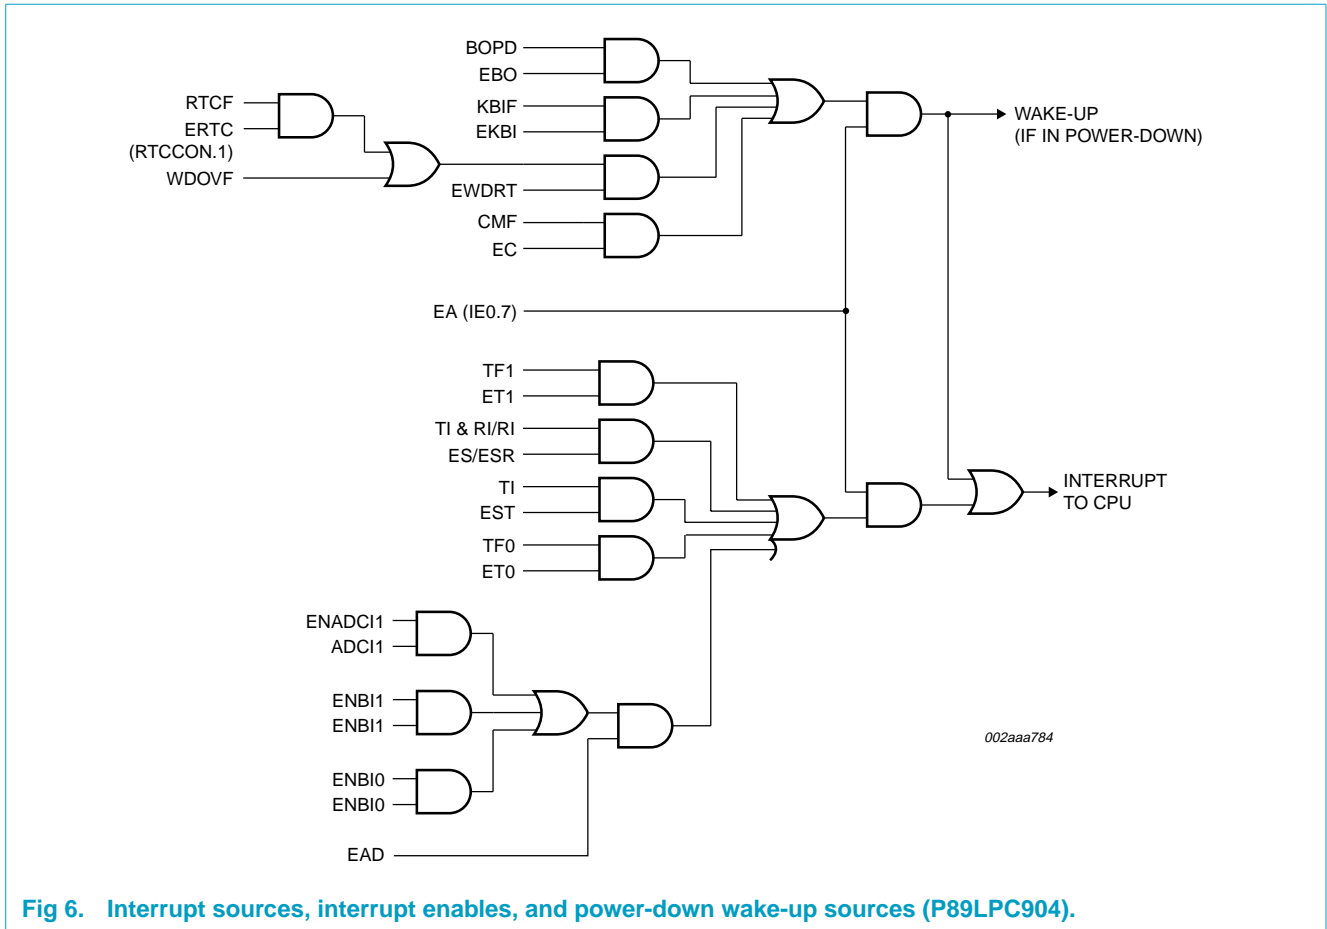 BOPD
EBO
RTCF
KBIF
WAKE-UP
ERTC
EKBI
(IF IN POWER-DOWN)
(RTCCON.1)
WDOVF
EWDRT
CMF
EC
EA (IE0.7)
TF1
ET1
TI & RI/RI
ES/ESR
TI
INTERRUPT
EST
TO CPU
TF0
ET0
ENADCI1
ADCI1
ENBI1
ENBI1
002aaa784
ENBI0
ENBI0
EAD
Fig 6. Interrupt sources, interrupt enables, and power-down wake-up sources (P89LPC904).